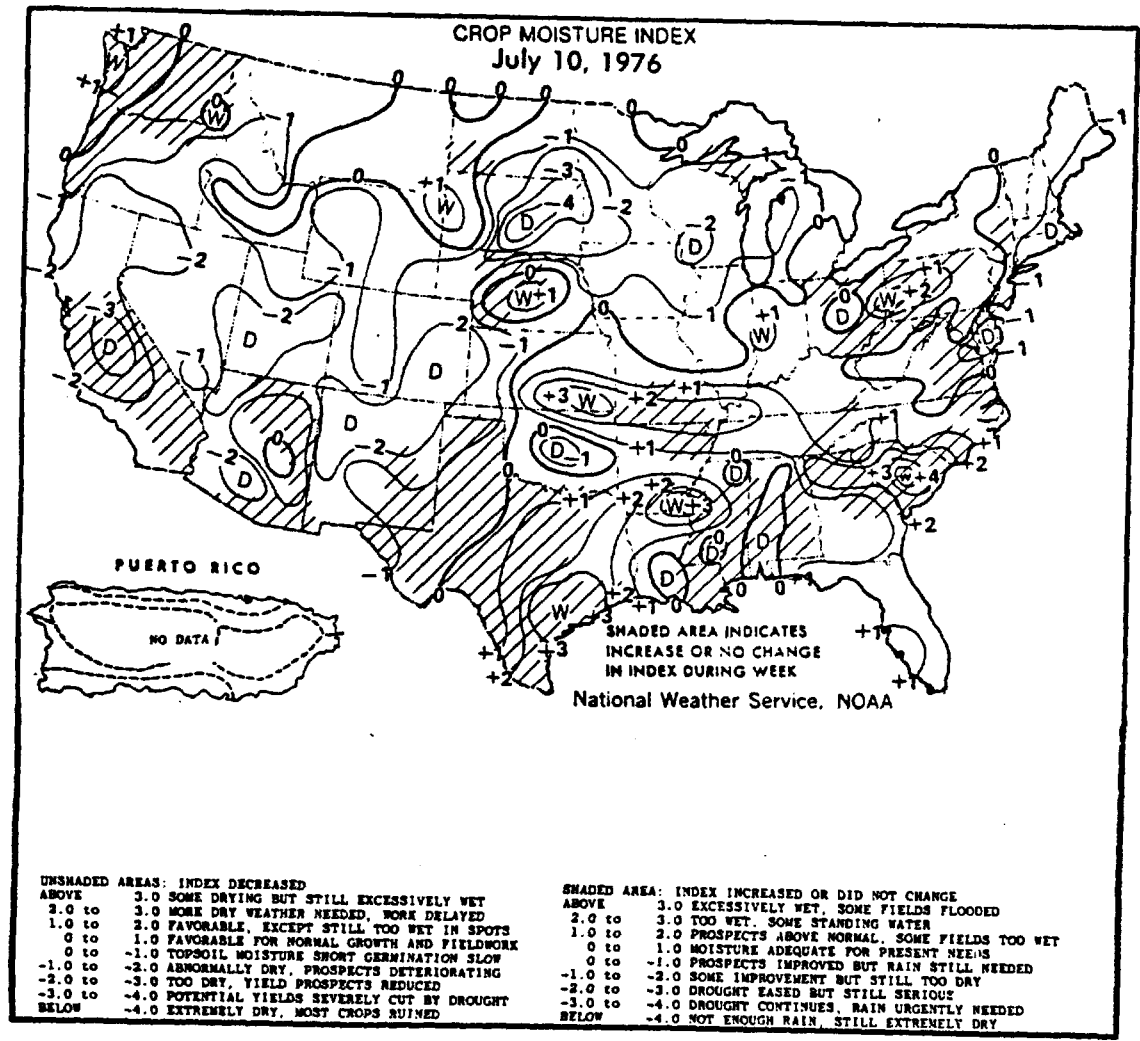 CROP MOISTURE INDEX
July 10, 1976
PUERTO RICO
NO DATA
SHADED AREA INDICATES
INCREASE OR NO CHANGE
IN INDEX DURING WEEK
National Weather Service, NOAA
UNSHADED AREAS: INDEX DECREASED
ABOVE 3.0 SOME DRYING BUT STILL EXCESSIVELY WET
2.0 to 3.0 MORE DRY WEATHER NEEDED, WORK DELAYED
1.0 to 2.0 FAVORABLE, EXCEPT STILL TOO WET IN SPOTS
0 to 1.0 FAVORABLE FOR NORMAL GROWTH AND FIELDWORK
0 to -1.0 TOPSOIL MOISTURE SHORT GERMINATION SLOW
-1.0 to -2.0 ABNORMALLY DRY, PROSPECTS DETERIORATING
-2.0 to -3.0 TOO DRY, YIELD PROSPECTS REDUCED
-3.0 to -4.0 POTENTIAL YIELDS SEVERELY CUT BY DROUGHT
BELOW -4.0 EXTREMELY DRY, MOST CROPS RUINED
SHADED AREA: INDEX INCREASED OR DID NOT CHANGE
ABOVE 3.0 EXCESSIVELY WET, SOME FIELDS FLOODED
2.0 to 3.0 TOO WET. SOME STANDING WATER
1.0 to 2.0 PROSPECTS ABOVE NORMAL, SOME FIELDS TOO WET
0 to 1.0 MOISTURE ADEQUATE FOR PRESENT NEEDS
0 to -1.0 PROSPECTS IMPROVED BUT RAIN STILL NEEDED
-1.0 to -2.0 SOME IMPROVEMENT BUT STILL TOO DRY
-2.0 to -3.0 DROUGHT EASED BUT STILL SERIOUS
-3.0 to -4.0 DROUGHT CONTINUES, RAIN URGENTLY NEEDED
BELOW -4.0 NOT ENOUGH RAIN, STILL EXTREMELY DRY